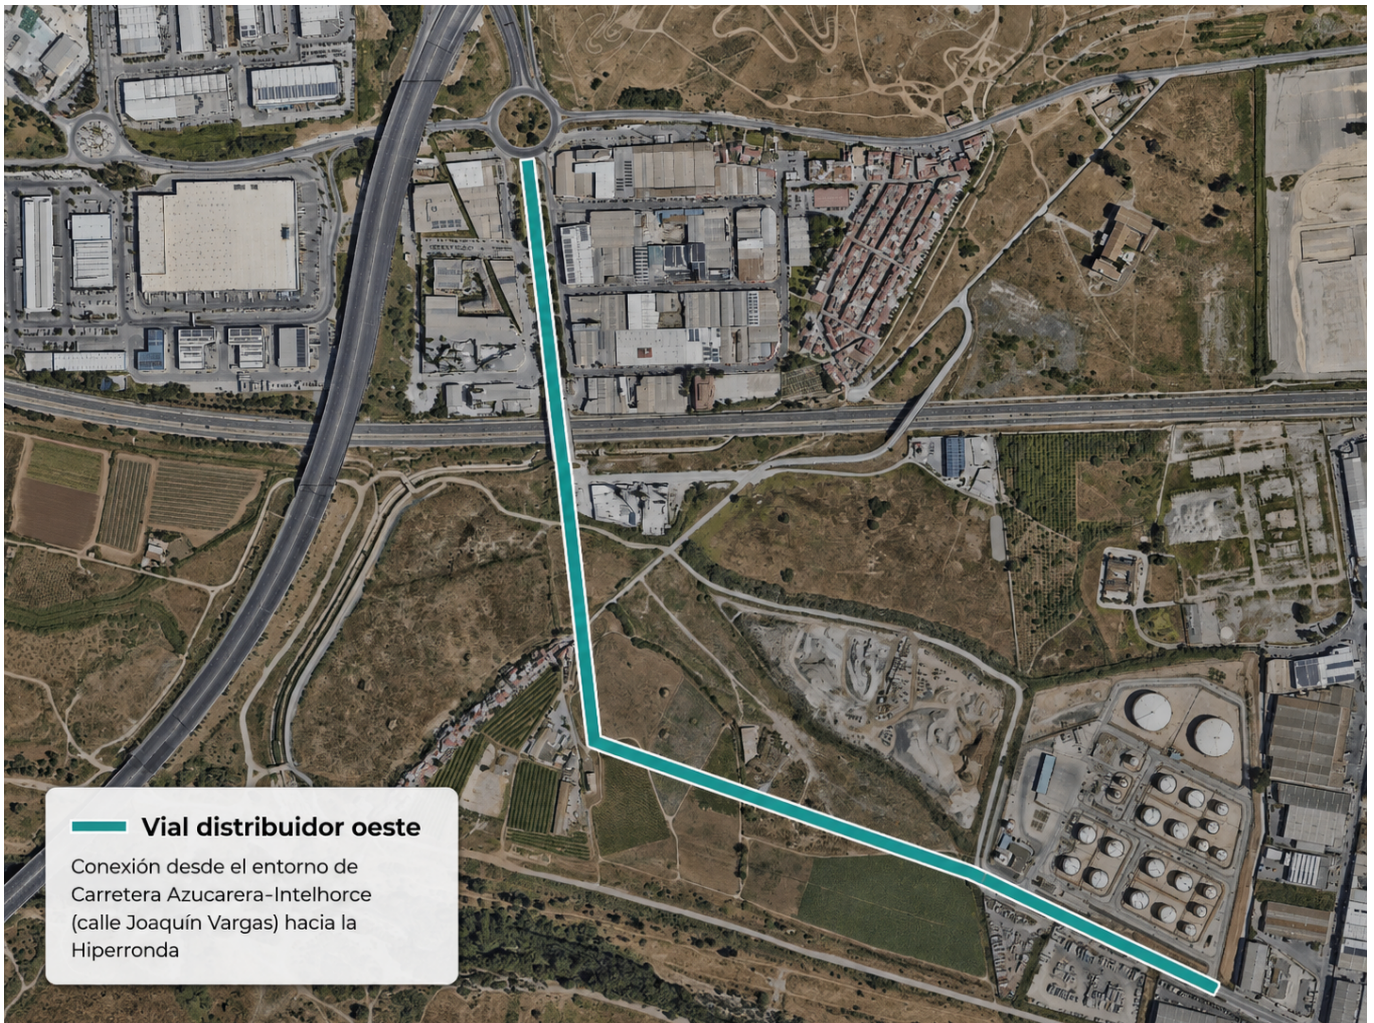 Vial distribuidor oeste
Conexión desde el entorno de
Carretera Azucarera-Intelhorce
(calle Joaquín Vargas) hacia la
Hiperronda